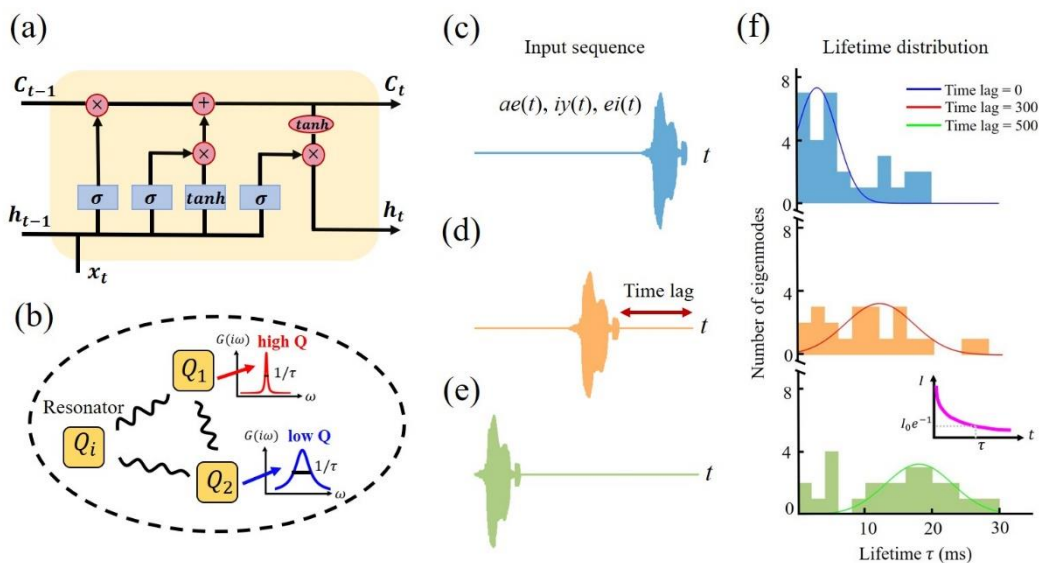 (a)
C_{t-1}
C_t
×
+
tanh
×
×
σ
σ
tanh
σ
h_{t-1}
h_t
x_t
(b)
Resonator
Q_i
Q_1
Q_2
G(iω)
high Q
1/τ
ω
G(iω)
low Q
1/τ
ω
(c)
Input sequence
ae(t), iy(t), ei(t)
t
(d)
Time lag
t
(e)
t
(f)
Lifetime distribution
Time lag = 0
Time lag = 300
Time lag = 500
8
4
0
8
4
0
8
4
0
Number of eigenmodes
I
I_0e^{-1}
τ
t
10
20
30
Lifetime τ (ms)